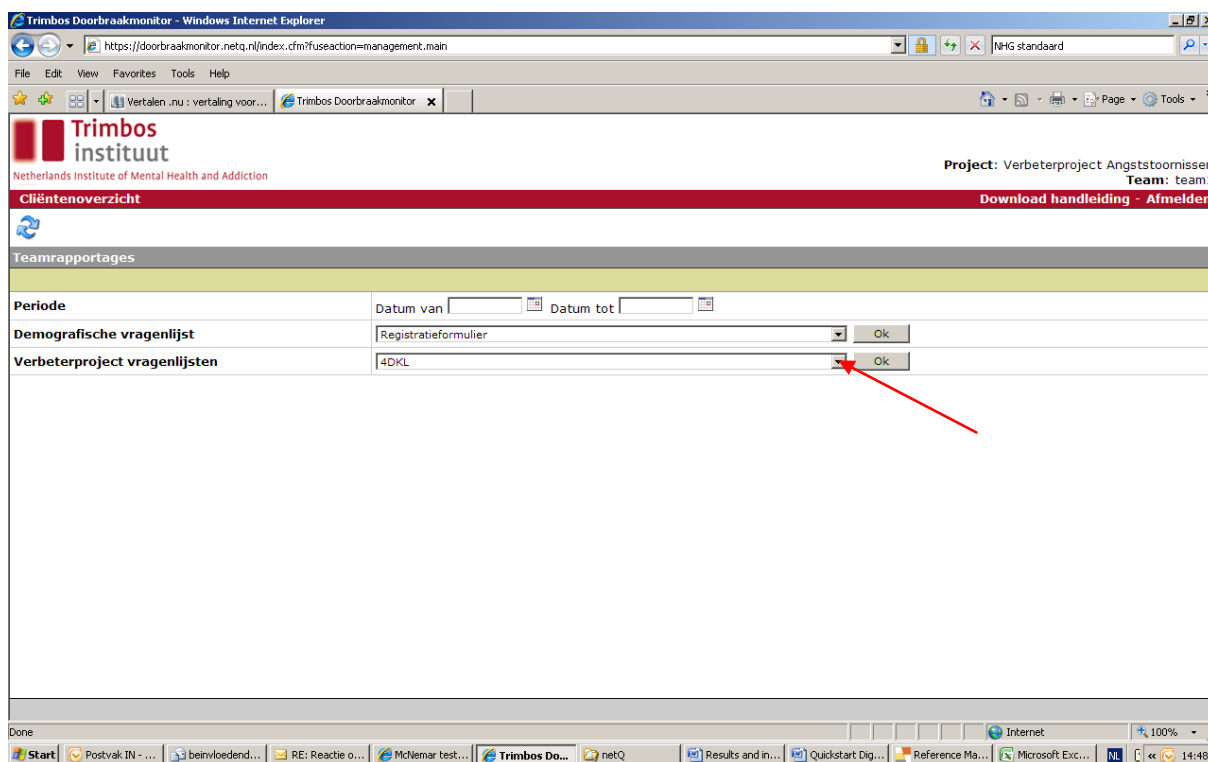 Trimbos Doorbraakmonitor - Windows Internet Explorer
https://doorbraakmonitor.netq.nl/index.cfm?fuseaction=management.main
NHG standaard
File Edit View Favorites Tools Help
Vertalen .nu : vertaling voor... Trimbos Doorbraakmonitor Page Tools
Trimbos
instituut
Netherlands Institute of Mental Health and Addiction
Project: Verbeterproject Angststoornissen
Team: team
Cliëntenoverzicht Download handleiding - Afmelden
Teamrapportages
Periode Datum van Datum tot
Demografische vragenlijst Registratieformulier Ok
Verbeterproject vragenlijsten 4DKL Ok
Done Internet 100%
Start Postvak IN - ... beinvloedend... RE: Reactie o... McNemar test... Trimbos Do... netQ Results and in... Quickstart Dig... Reference Ma... Microsoft Exc... NL « 14:48